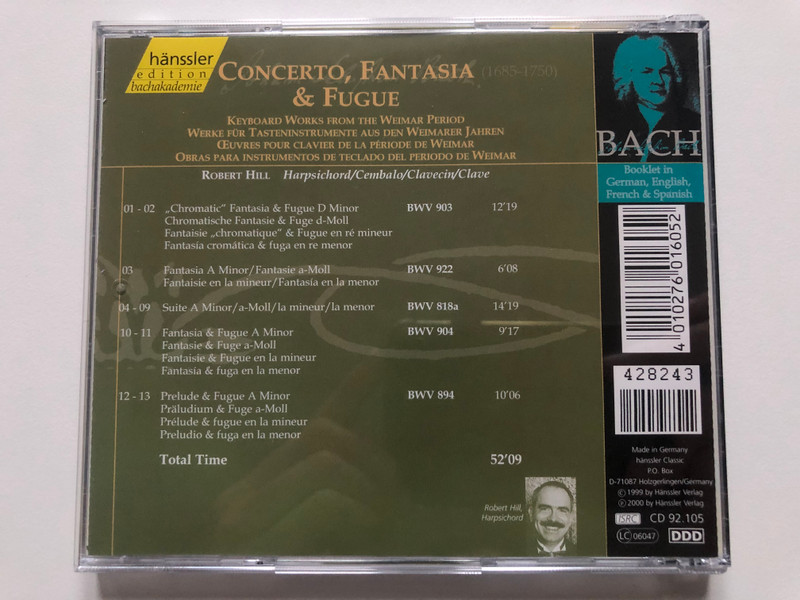 hänssler
edition
bachakademie
CONCERTO, FANTASIA
& FUGUE
(1685-1750)
KEYBOARD WORKS FROM THE WEIMAR PERIOD
WERKE FÜR TASTENINSTRUMENTE AUS DEN WEIMARER JAHREN
ŒUVRES POUR CLAVIER DE LA PÉRIODE DE WEIMAR
OBRAS PARA INSTRUMENTOS DE TECLADO DEL PERIODO DE WEIMAR
ROBERT HILL Harpsichord/Cembalo/Clavecin/Clave
01 - 02 „Chromatic" Fantasia & Fugue D Minor BWV 903 12'19
Chromatische Fantasie & Fuge d-Moll
Fantaisie „chromatique" & Fugue en ré mineur
Fantasía cromática & fuga en re menor
03 Fantasia A Minor/Fantasie a-Moll BWV 922 6'08
Fantaisie en la mineur/Fantasía en la menor
04 - 09 Suite A Minor/a-Moll/la mineur/la menor BWV 818a 14'19
10 - 11 Fantasia & Fugue A Minor BWV 904 9'17
Fantasie & Fuge a-Moll
Fantaisie & Fugue en la mineur
Fantasía & fuga en la menor
12 - 13 Prelude & Fugue A Minor BWV 894 10'06
Präludium & Fuge a-Moll
Prélude & fugue en la mineur
Preludio & fuga en la menor
Total Time 52'09
Robert Hill,
Harpsichord
BACH
Booklet in
German, English,
French & Spanish
4 010276 016052
428243
Made in Germany
hänssler Classic
P.O. Box
D-71087 Holzgerlingen/Germany
©1999 by Hänssler Verlag
℗2000 by Hänssler Verlag
ISRC CD 92.105
LC 06047 DDD